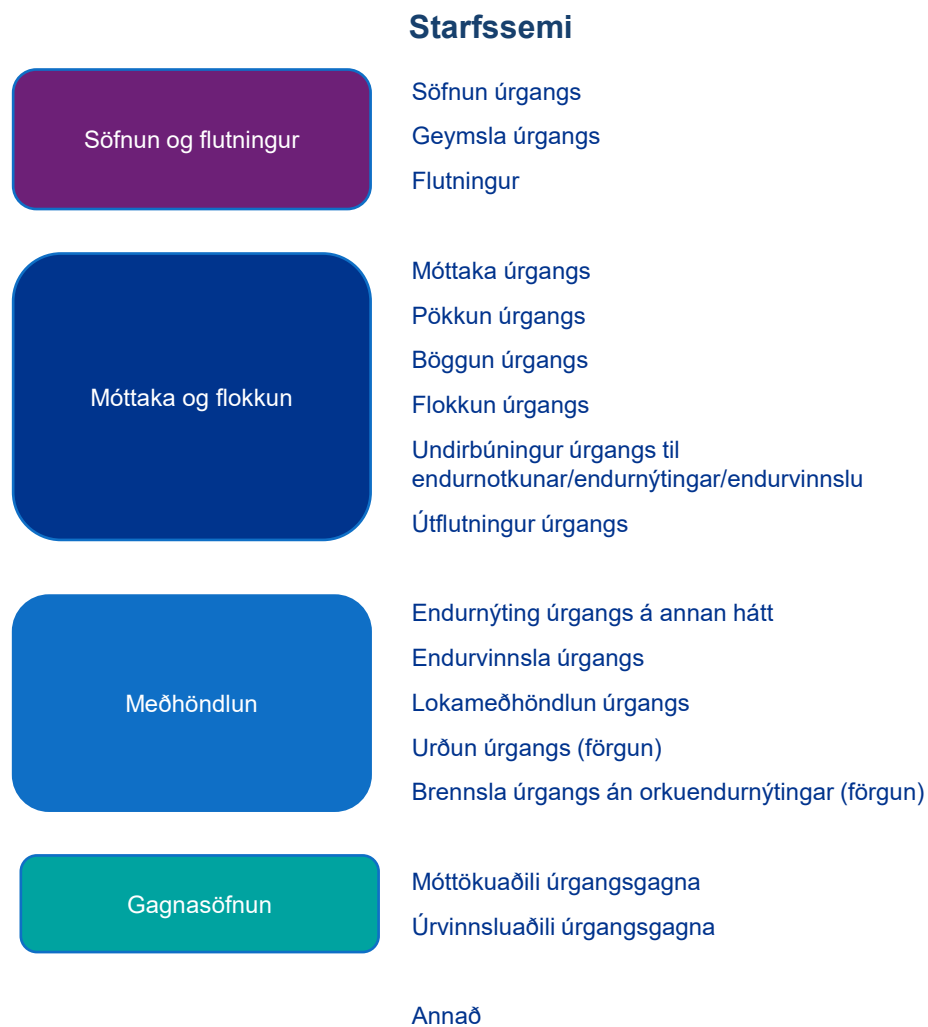 Starfssemi
Söfnun og flutningur
Söfnun úrgangs
Geymsla úrgangs
Flutningur
Móttaka og flokkun
Móttaka úrgangs
Pökkun úrgangs
Böggun úrgangs
Flokkun úrgangs
Undirbúningur úrgangs til
endurnotkunar/endurnýtingar/endurvinnslu
Útflutningur úrgangs
Meðhöndlun
Endurnýting úrgangs á annan hátt
Endurvinnsla úrgangs
Lokameðhöndlun úrgangs
Urðun úrgangs (förgun)
Brennsla úrgangs án orkuendurnýtingar (förgun)
Gagnasöfnun
Móttökuaðili úrgangsgagna
Úrvinnsluaðili úrgangsgagna
Annað